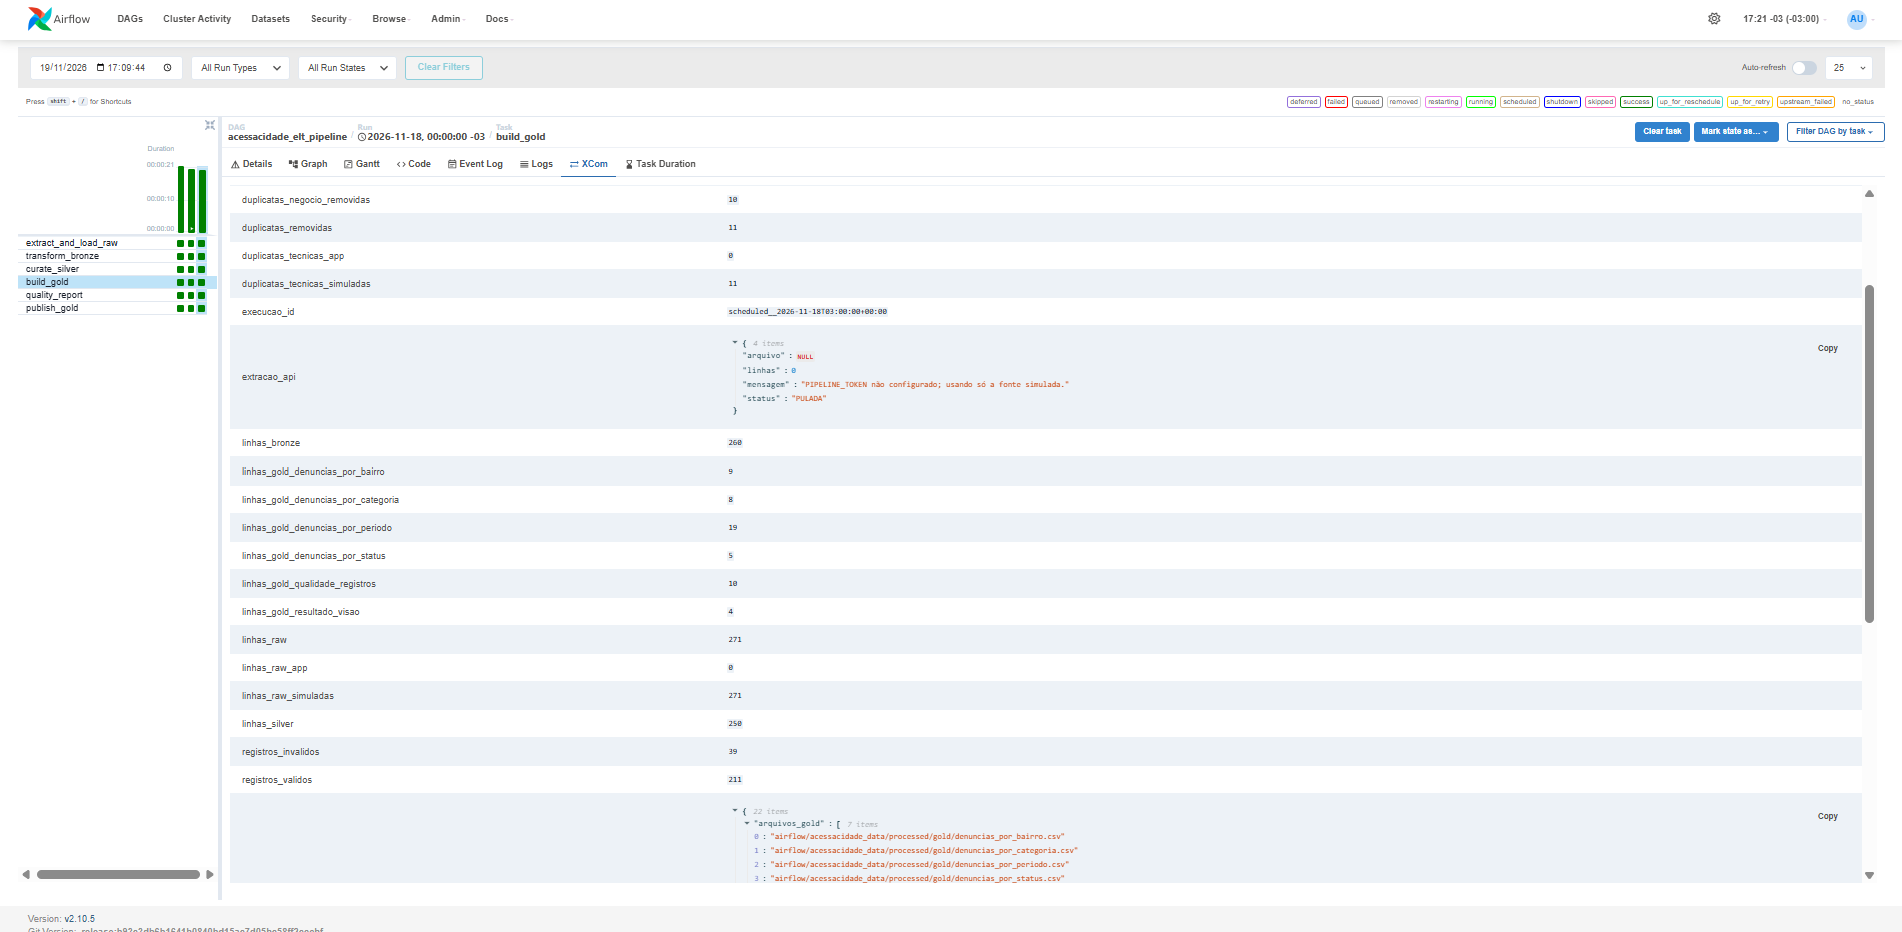 Airflow DAGs Cluster Activity Datasets Security Browse Admin Docs 17:21 -03 (-03:00) AU
19/11/2026 17:09:44 All Run Types All Run States Clear Filters Auto-refresh 25
Press shift + / for Shortcuts deferred failed queued removed restarting running scheduled shutdown skipped success up_for_reschedule up_for_retry upstream_failed no_status
DAG Run Task
acessacidade_elt_pipeline / 2026-11-18, 00:00:00 -03 / build_gold
Clear task Mark state as... Filter DAG by task
Duration
00:00:21
00:00:10
00:00:00
extract_and_load_raw
transform_bronze
curate_silver
build_gold
quality_report
publish_gold
Details Graph Gantt Code Event Log Logs XCom Task Duration
duplicatas_negocio_removidas 10
duplicatas_removidas 11
duplicatas_tecnicas_app 0
duplicatas_tecnicas_simuladas 11
execucao_id scheduled__2026-11-18T03:00:00+00:00
extracao_api
{ 4 items
"arquivo" : NULL
"linhas" : 0
"mensagem" : "PIPELINE_TOKEN não configurado; usando só a fonte simulada."
"status" : "PULADA"
}
Copy
linhas_bronze 260
linhas_gold_denuncias_por_bairro 9
linhas_gold_denuncias_por_categoria 8
linhas_gold_denuncias_por_periodo 19
linhas_gold_denuncias_por_status 5
linhas_gold_qualidade_registros 10
linhas_gold_resultado_visao 4
linhas_raw 271
linhas_raw_app 0
linhas_raw_simuladas 271
linhas_silver 250
registros_invalidos 39
registros_validos 211
{ 22 items
"arquivos_gold" : [ 7 items
0 : "airflow/acessacidade_data/processed/gold/denuncias_por_bairro.csv"
1 : "airflow/acessacidade_data/processed/gold/denuncias_por_categoria.csv"
2 : "airflow/acessacidade_data/processed/gold/denuncias_por_periodo.csv"
3 : "airflow/acessacidade_data/processed/gold/denuncias_por_status.csv"
Copy
Version: v2.10.5
Git Version: